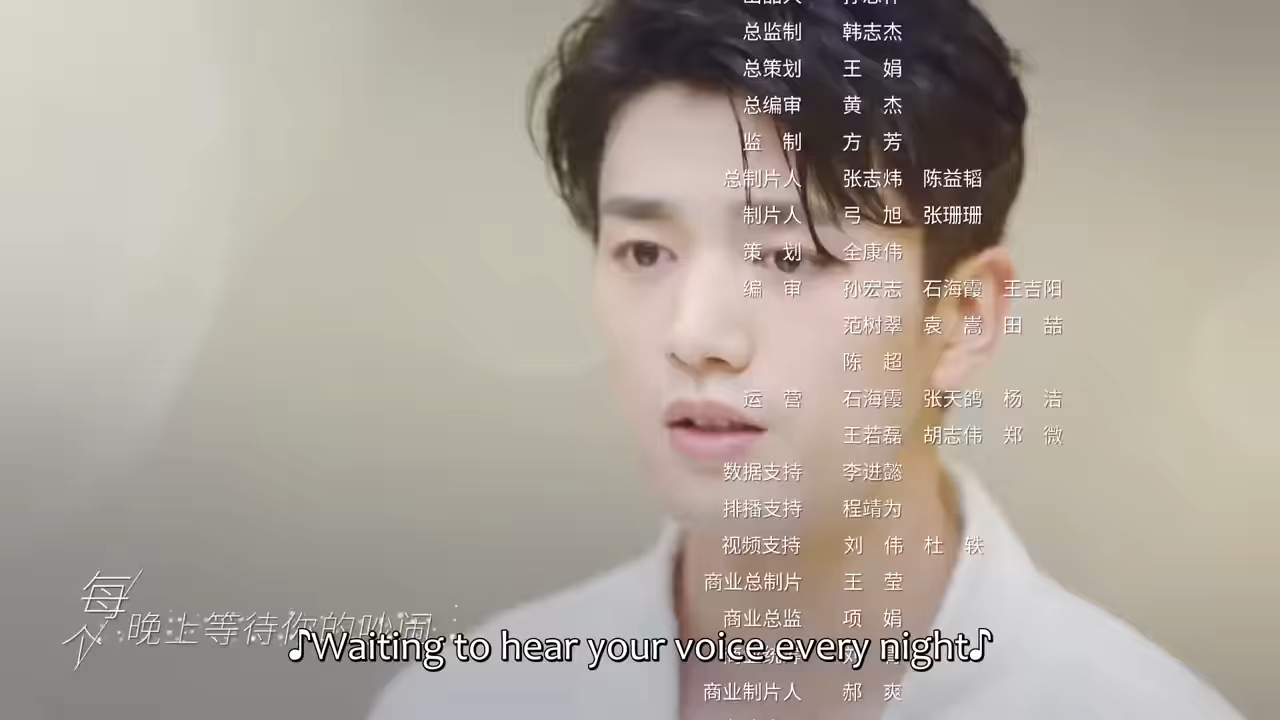 总监制 韩志杰
总策划 王 娟
总编审 黄 杰
监 制 方 芳
总制片人 张志炜 陈益韬
制片人 弓 旭 张珊珊
策 划 全康伟
编 审 孙宏志 石海霞 王吉阳
范树翠 袁 嵩 田 喆
陈 超
运 营 石海霞 张天鸽 杨 洁
王若磊 胡志伟 郑 微
数据支持 李进懿
排播支持 程靖为
视频支持 刘 伟 杜 轶
商业总制片 王 莹
商业总监 项 娟
商业制片人 郝 爽
每个晚上等待你的吵闹
♪Waiting to hear your voice every night♪